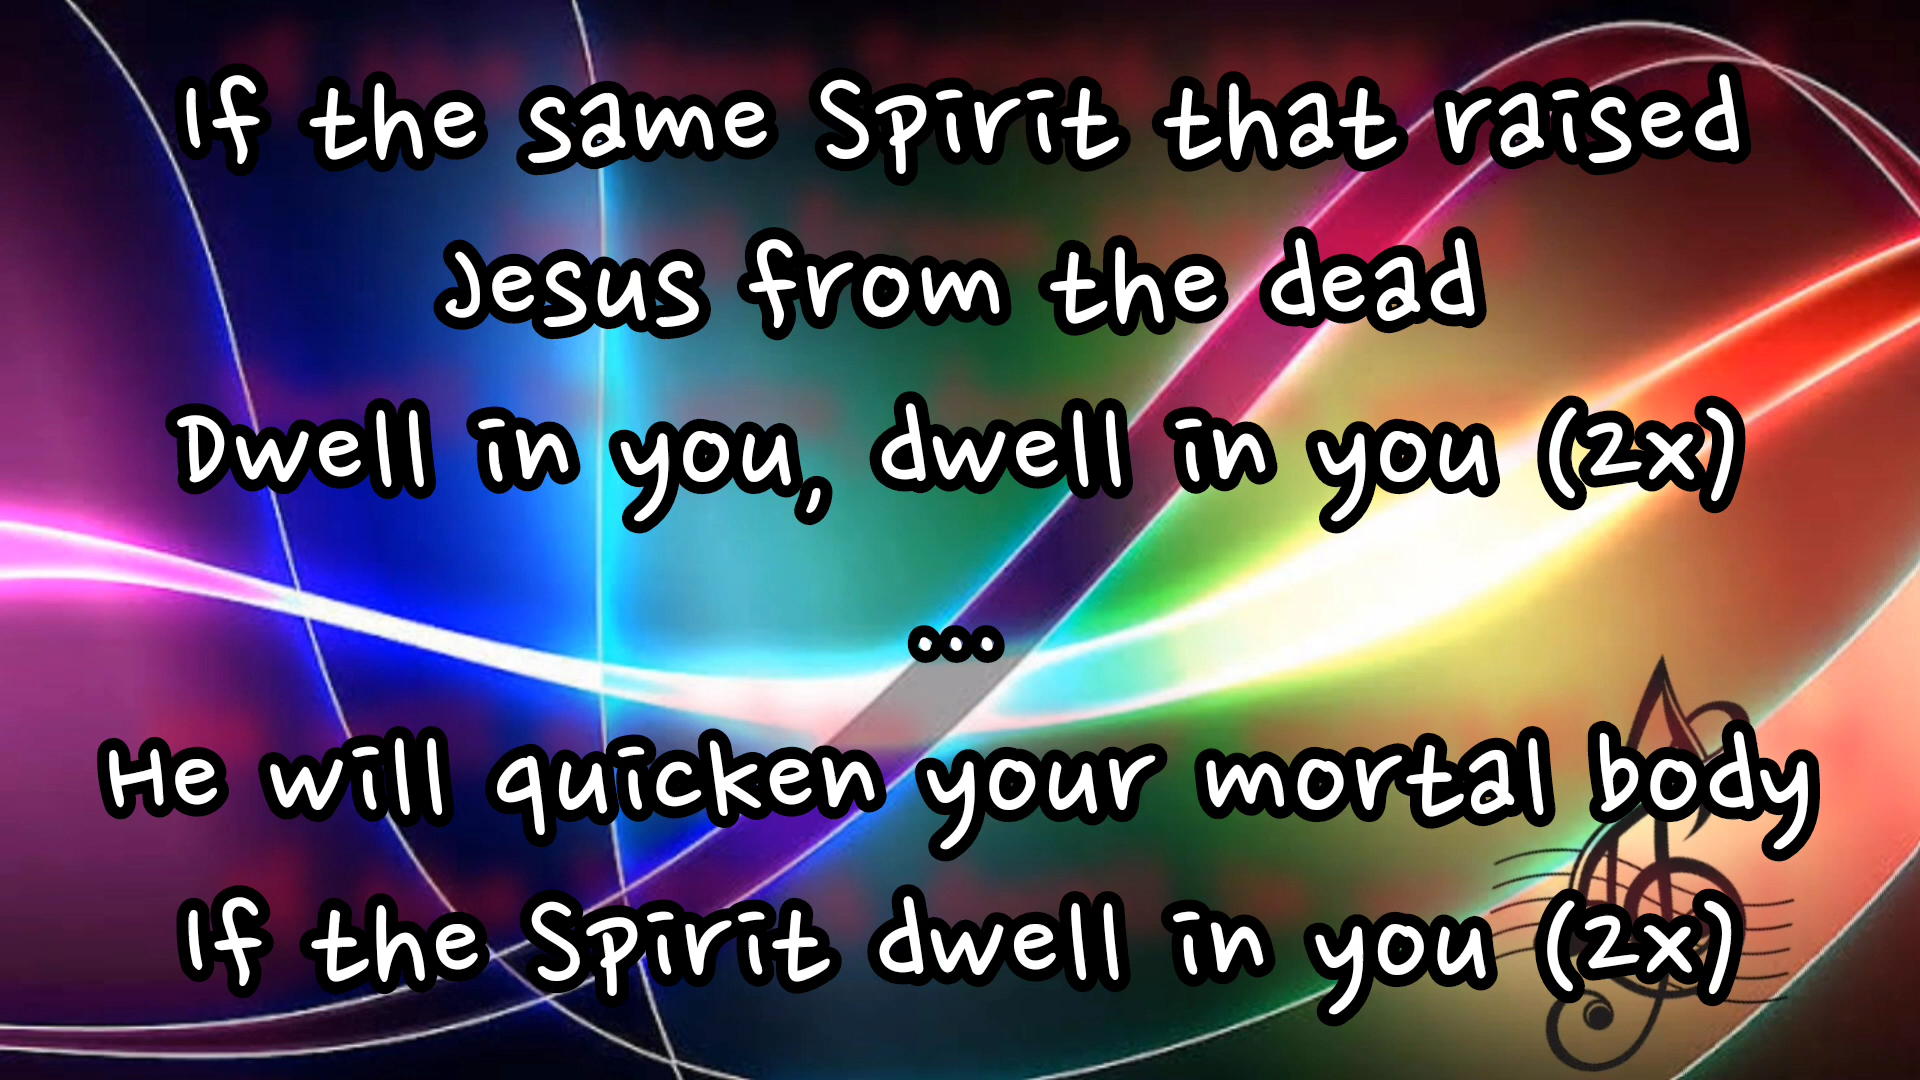 If the same Spirit that raised
Jesus from the dead
Dwell in you, dwell in you (2x)
...
He will quicken your mortal body
If the Spirit dwell in you (2x)